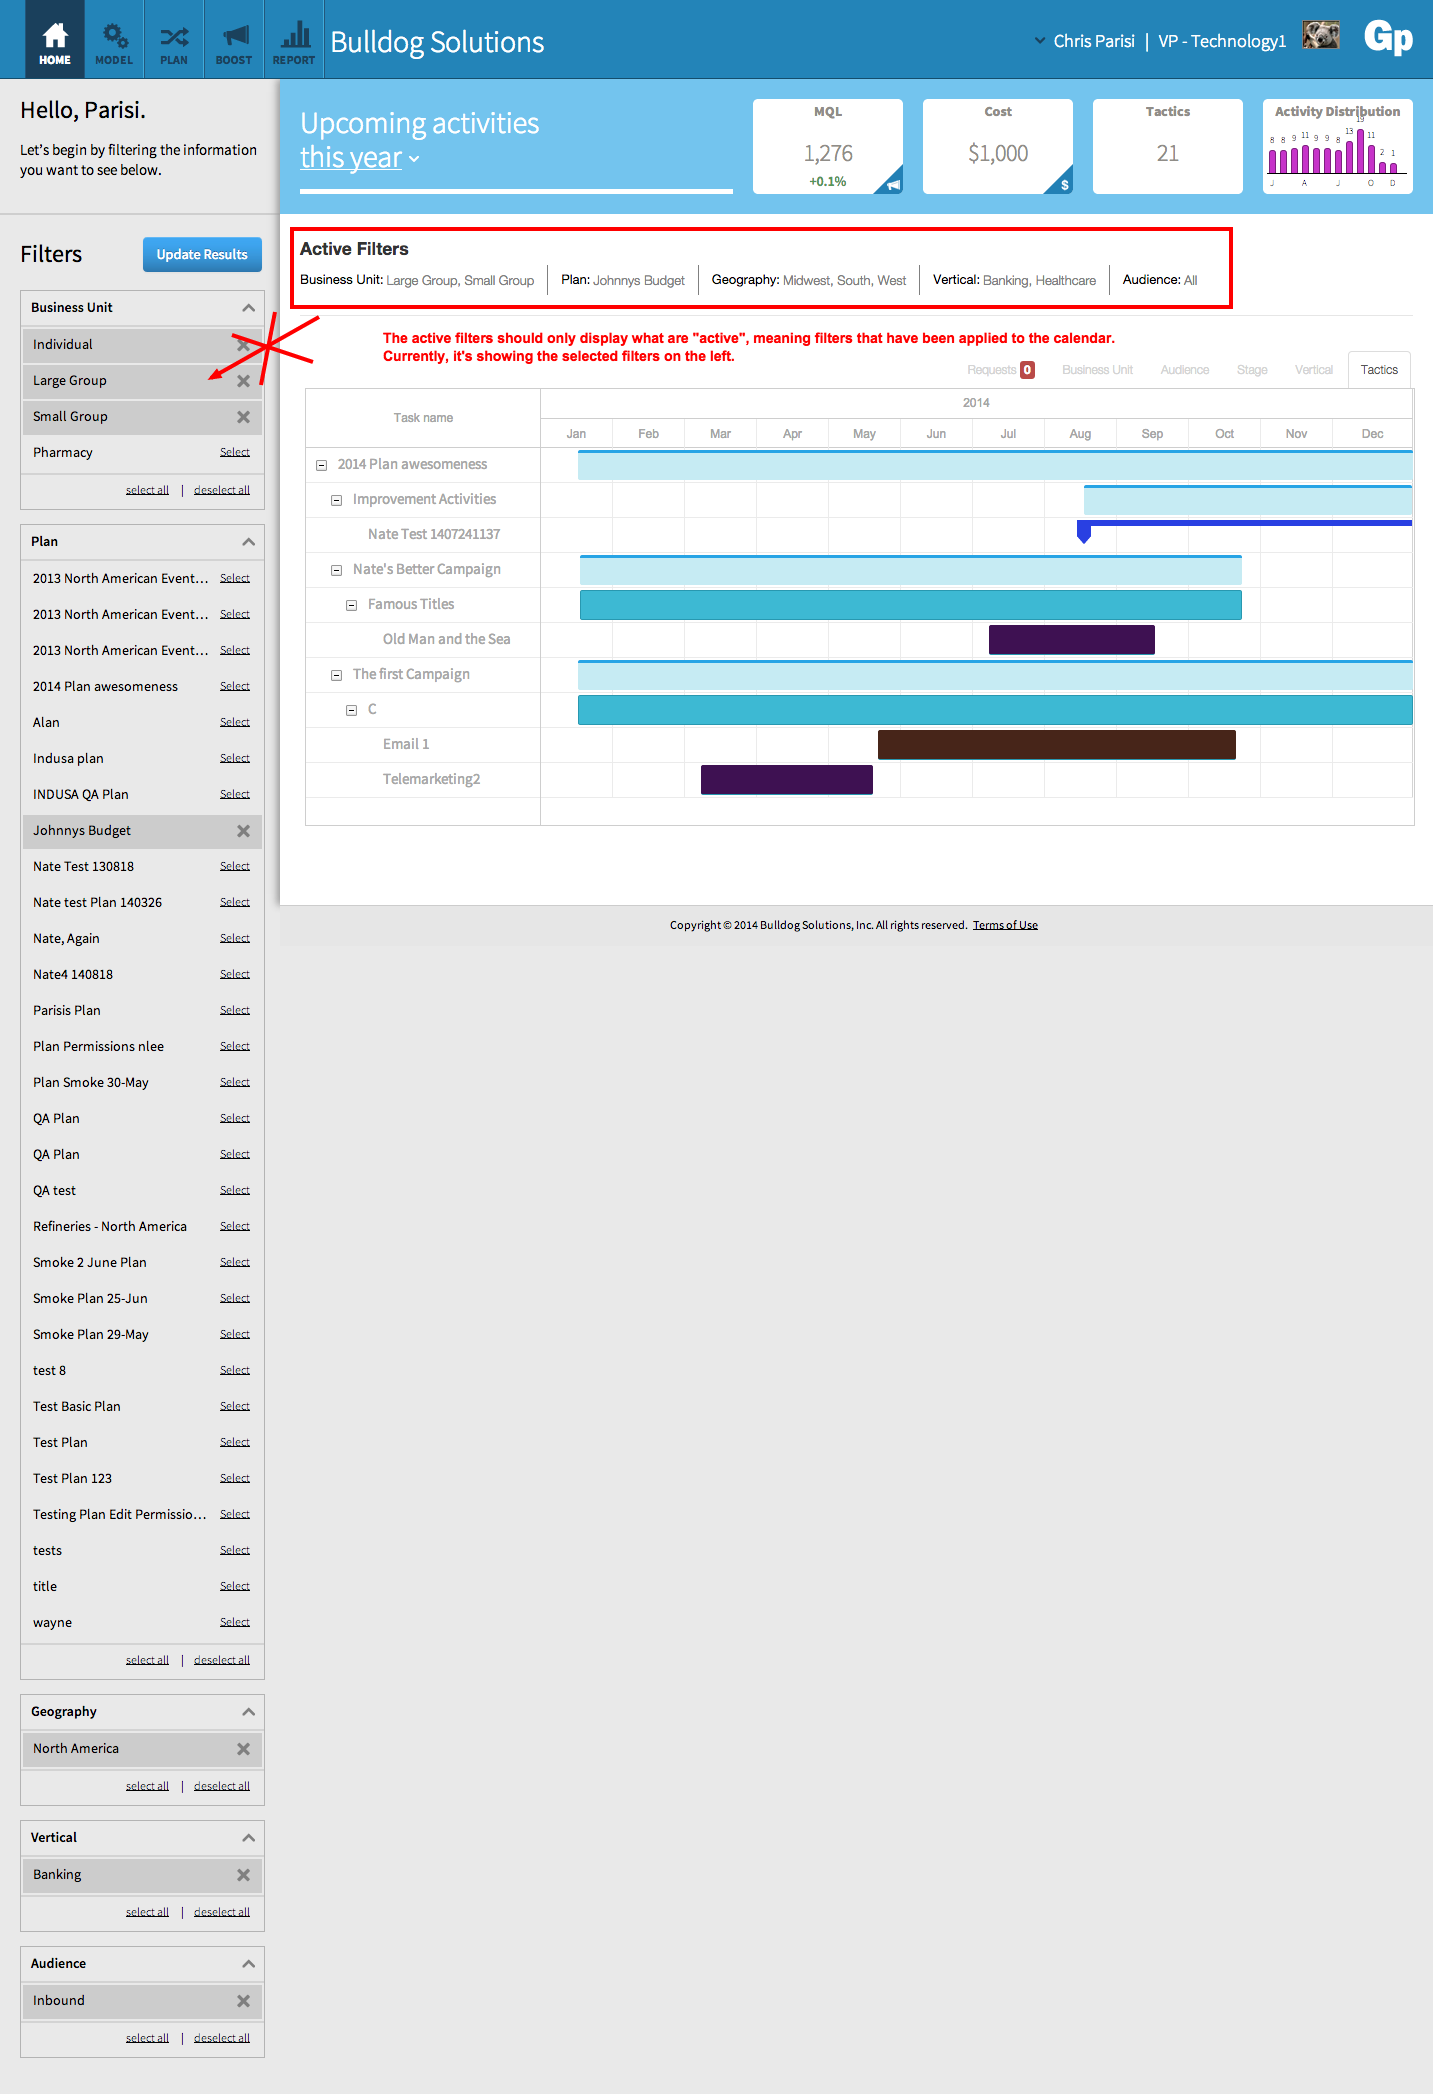 HOME
MODEL
PLAN
BOOST
REPORT
Bulldog Solutions
Chris Parisi | VP - Technology1
Gp
Hello, Parisi.
Let's begin by filtering the information
you want to see below.
Upcoming activities
this year
MQL
1,276
+0.1%
Cost
$1,000
$
Tactics
21
Activity Distribution
8 8 9 11 9 9 8 13 19 11 2 1
J A J O D
Filters
Update Results
Business Unit
Individual
Large Group
Small Group
Pharmacy Select
select all | deselect all
Plan
2013 North American Event... Select
2013 North American Event... Select
2013 North American Event... Select
2014 Plan awesomeness Select
Alan Select
Indusa plan Select
INDUSA QA Plan Select
Johnnys Budget
Nate Test 130818 Select
Nate test Plan 140326 Select
Nate, Again Select
Nate4 140818 Select
Parisis Plan Select
Plan Permissions nlee Select
Plan Smoke 30-May Select
QA Plan Select
QA Plan Select
QA test Select
Refineries - North America Select
Smoke 2 June Plan Select
Smoke Plan 25-Jun Select
Smoke Plan 29-May Select
test 8 Select
Test Basic Plan Select
Test Plan Select
Test Plan 123 Select
Testing Plan Edit Permissio... Select
tests Select
title Select
wayne Select
select all | deselect all
Geography
North America
select all | deselect all
Vertical
Banking
select all | deselect all
Audience
Inbound
select all | deselect all
Active Filters
Business Unit: Large Group, Small Group | Plan: Johnnys Budget | Geography: Midwest, South, West | Vertical: Banking, Healthcare | Audience: All
The active filters should only display what are "active", meaning filters that have been applied to the calendar.
Currently, it's showing the selected filters on the left.
Requests 0 Business Unit Audience Stage Vertical Tactics
Task name
2014
Jan Feb Mar Apr May Jun Jul Aug Sep Oct Nov Dec
2014 Plan awesomeness
Improvement Activities
Nate Test 1407241137
Nate's Better Campaign
Famous Titles
Old Man and the Sea
The first Campaign
C
Email 1
Telemarketing2
Copyright © 2014 Bulldog Solutions, Inc. All rights reserved. Terms of Use